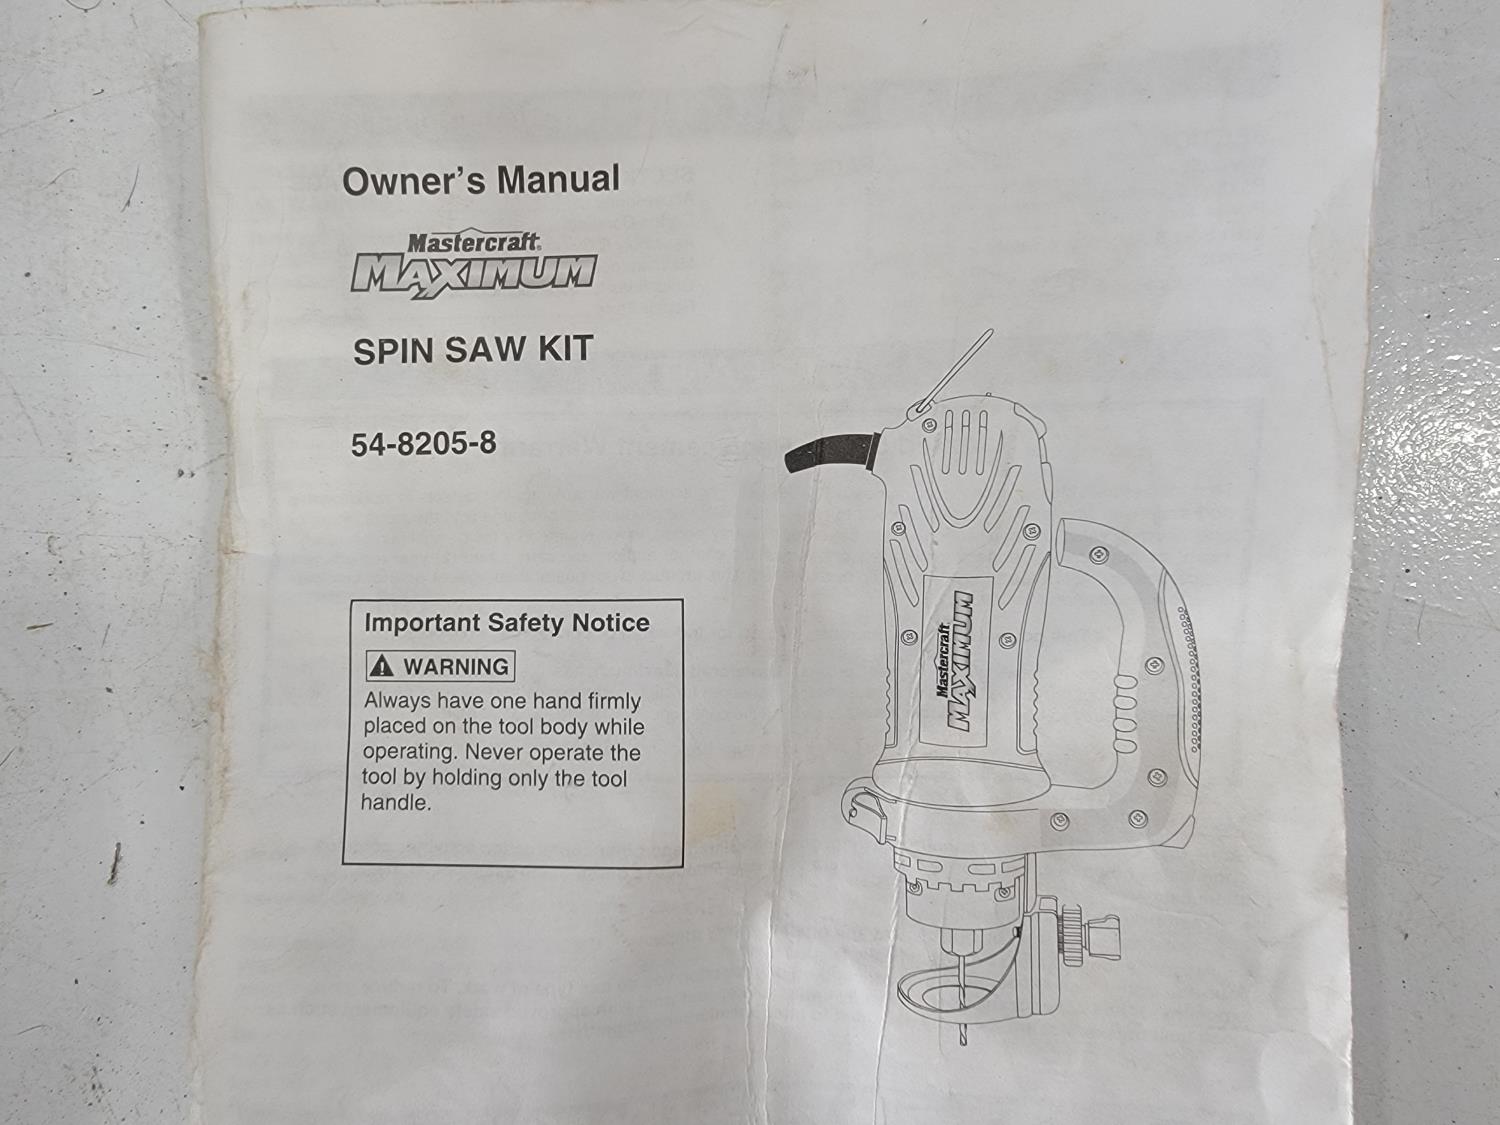 Owner's Manual
Mastercraft
MAXIMUM
SPIN SAW KIT
54-8205-8
Important Safety Notice
WARNING
Always have one hand firmly
placed on the tool body while
operating. Never operate the
tool by holding only the tool
handle.
Mastercraft
MAXIMUM